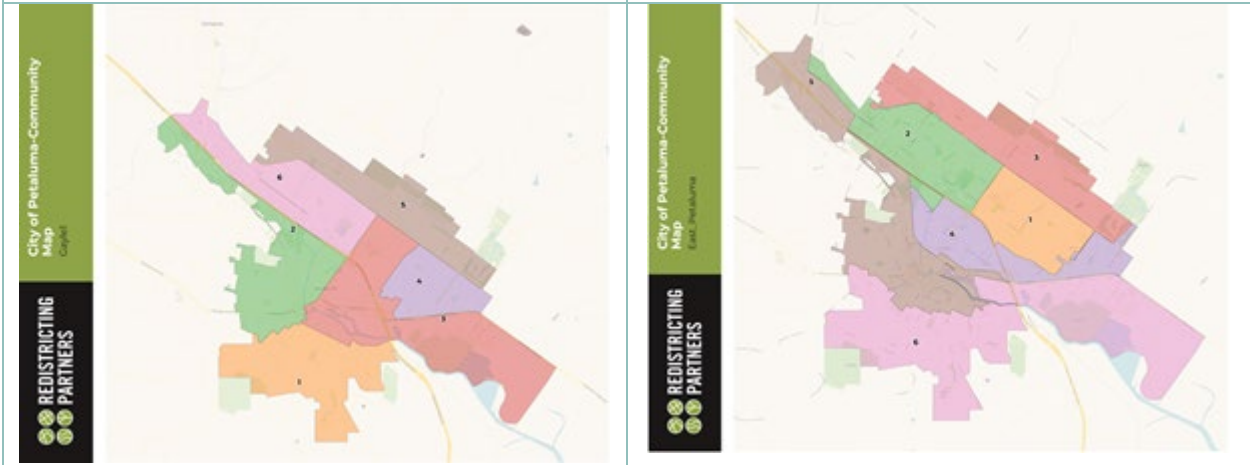 City of Petaluma-Community
Map
Gaylet
REDISTRICTING
PARTNERS
6
5
2
4
3
1
City of Petaluma-Community
Map
East_Petaluma
REDISTRICTING
PARTNERS
5
2
3
1
4
6